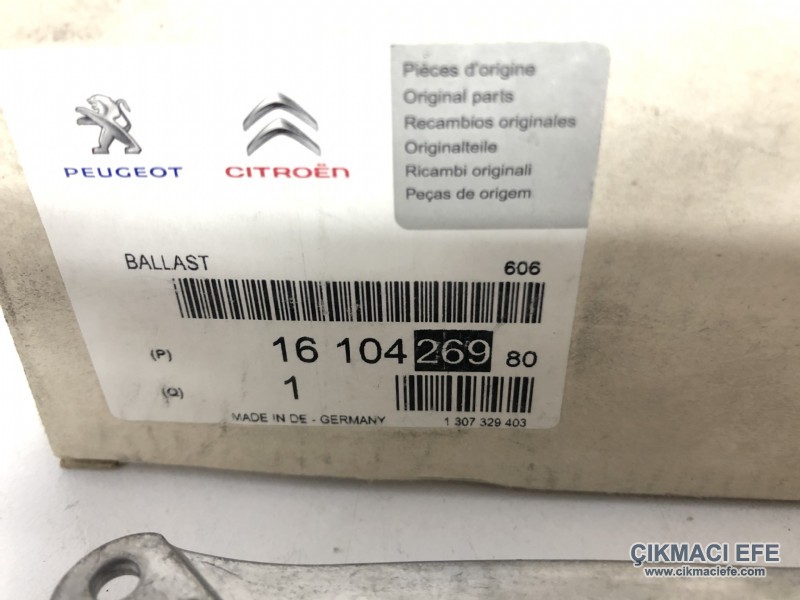 PEUGEOT
CITROËN
Pièces d'origine
Original parts
Recambios originales
Originalteile
Ricambi originali
Peças de origem
BALLAST 606
(P) 16 104 269 80
(Q) 1
MADE IN DE - GERMANY 1 307 329 403
ÇIKMACI EFE
www.cikmaciefe.com